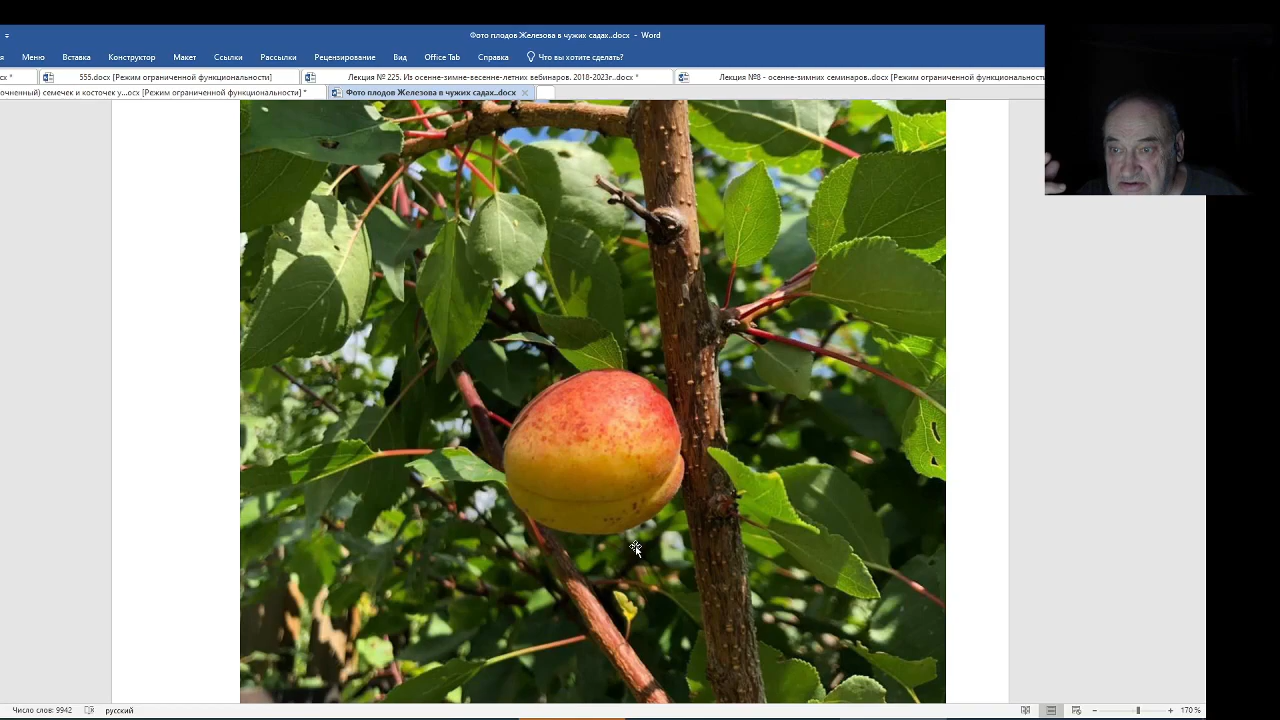 Фото плодов Железова в чужих садах..docx - Word
Меню Вставка Конструктор Макет Ссылки Рассылки Рецензирование Вид Office Tab Справка Что вы хотите сделать?
555.docx [Режим ограниченной функциональности] Лекция № 225. Из осенне-зимне-весенне-летних вебинаров. 2018-2023г..docx * Лекция №8 - осенне-зимних семинаров..docx [Режим ограниченной функциональности]
семечек и косточек у...ocx [Режим ограниченной функциональности] * Фото плодов Железова в чужих садах..docx
Число слов: 9942 русский 170 %